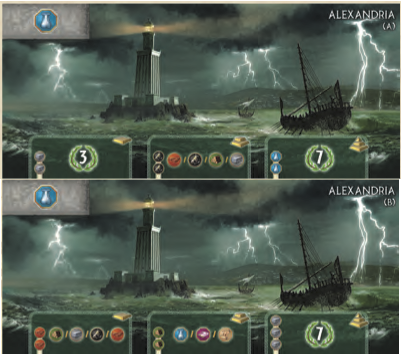 ALEXANDRIA
(A)
3
/ / /
7
ALEXANDRIA
(B)
/ / /
/ /
7